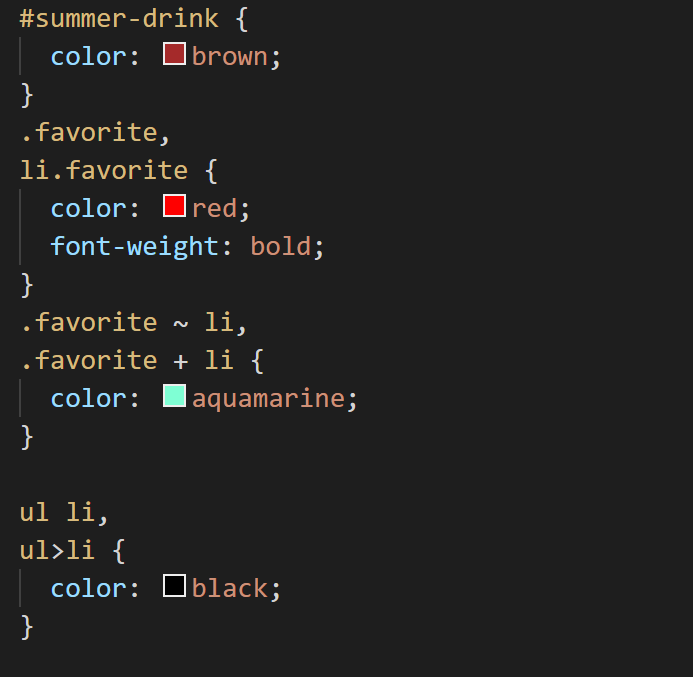 #summer-drink {
  color: brown;
}
.favorite,
li.favorite {
  color: red;
  font-weight: bold;
}
.favorite ~ li,
.favorite + li {
  color: aquamarine;
}

ul li,
ul>li {
  color: black;
}